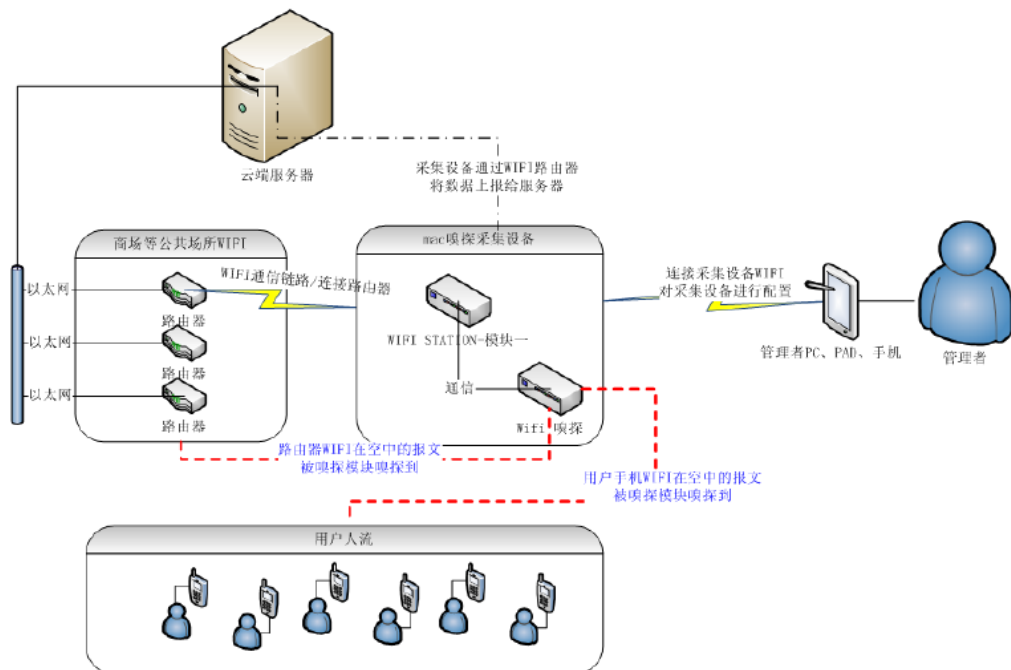 云端服务器
采集设备通过WIFI路由器
将数据上报给服务器
商场等公共场所WIFI
mac嗅探采集设备
以太网
路由器
以太网
路由器
以太网
路由器
WIFI通信链路/连接路由器
WIFI STATION-模块一
通信
Wifi 嗅探
连接采集设备WIFI
对采集设备进行配置
管理者PC、PAD、手机
管理者
路由器WIFI在空中的报文
被嗅探模块嗅探到
用户手机WIFI在空中的报文
被嗅探模块嗅探到
用户人流